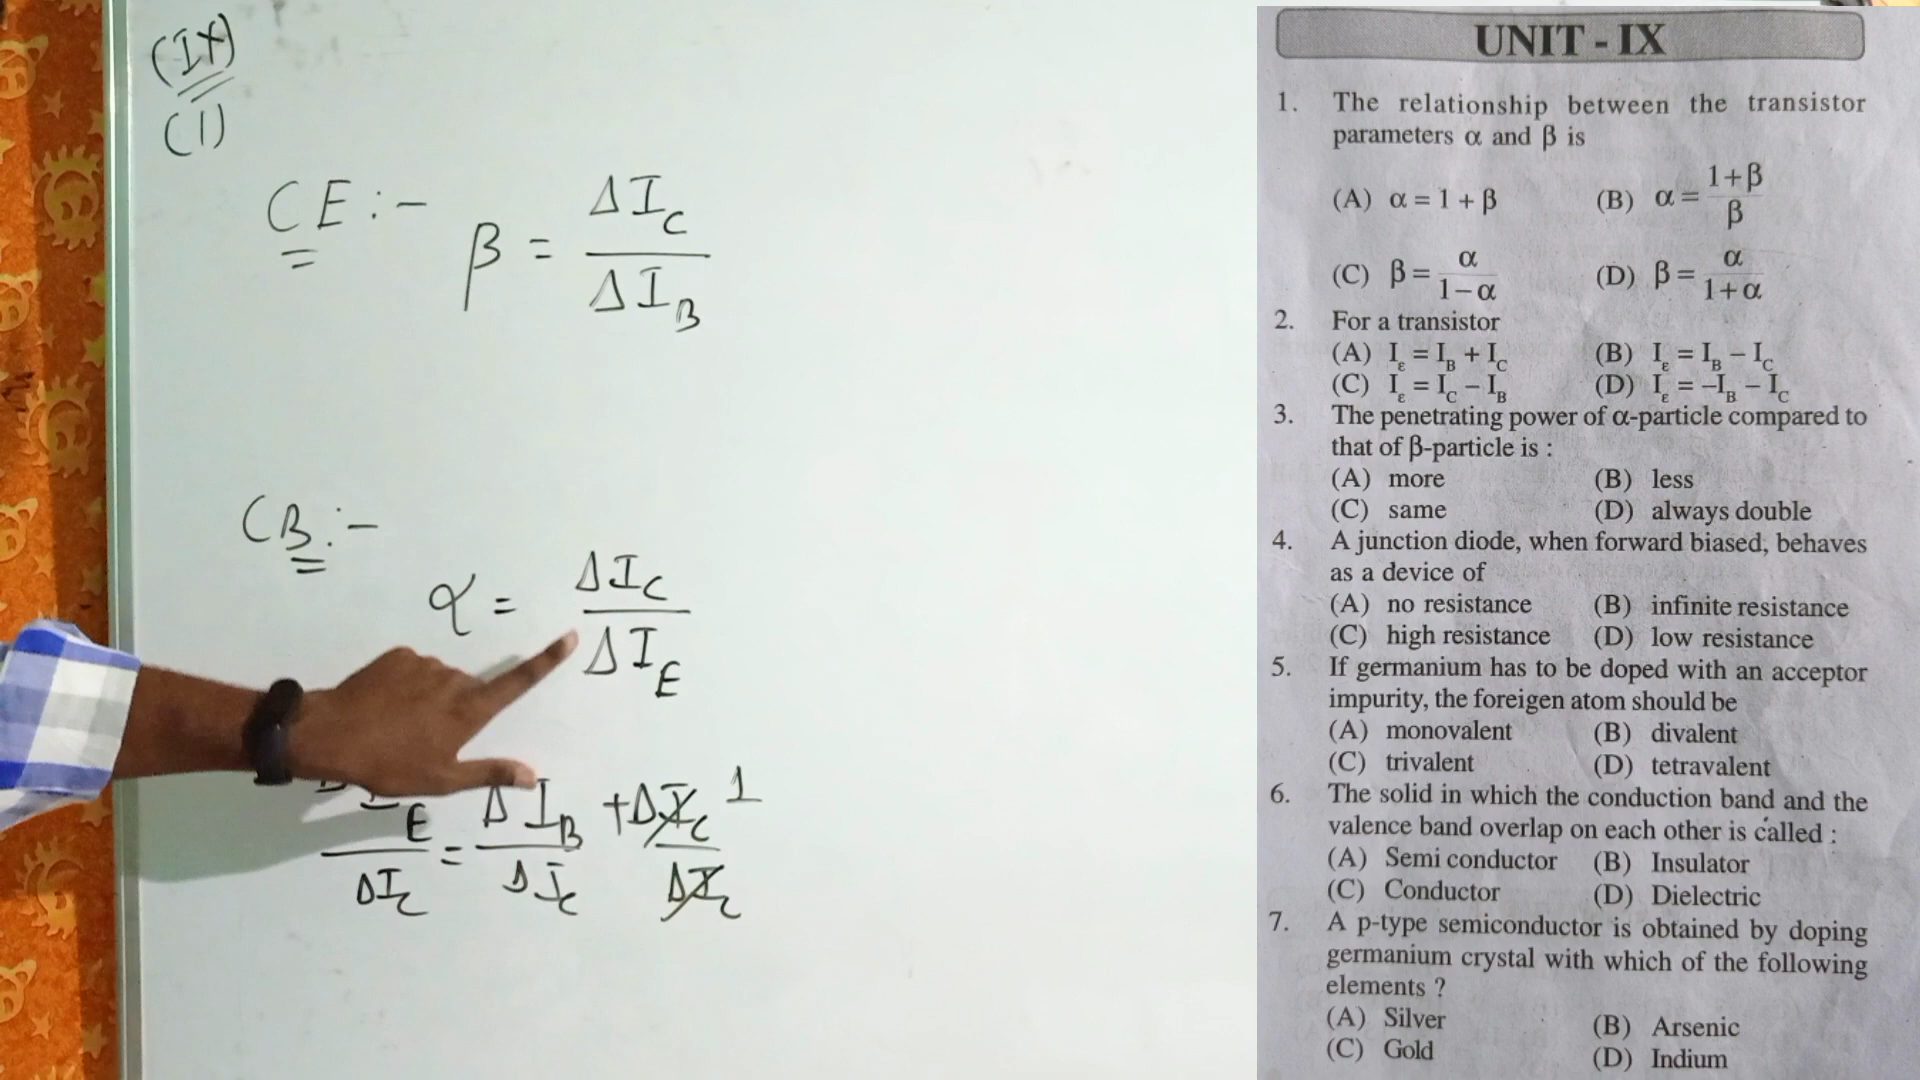 (IX)
(1)
CE:- β = ΔI_C / ΔI_B
CB:- α = ΔI_C / ΔI_E
I_E / ΔI_C = ΔI_B / ΔI_C + ΔI_C / ΔI_C 1
UNIT - IX
1. The relationship between the transistor
parameters α and β is
(A) α = 1 + β (B) α = (1+β)/β
(C) β = α/(1−α) (D) β = α/(1+α)
2. For a transistor
(A) I_ε = I_B + I_C (B) I_ε = I_B − I_C
(C) I_ε = I_C − I_B (D) I_ε = −I_B − I_C
3. The penetrating power of α-particle compared to
that of β-particle is :
(A) more (B) less
(C) same (D) always double
4. A junction diode, when forward biased, behaves
as a device of
(A) no resistance (B) infinite resistance
(C) high resistance (D) low resistance
5. If germanium has to be doped with an acceptor
impurity, the foreigen atom should be
(A) monovalent (B) divalent
(C) trivalent (D) tetravalent
6. The solid in which the conduction band and the
valence band overlap on each other is called :
(A) Semi conductor (B) Insulator
(C) Conductor (D) Dielectric
7. A p-type semiconductor is obtained by doping
germanium crystal with which of the following
elements ?
(A) Silver (B) Arsenic
(C) Gold (D) Indium